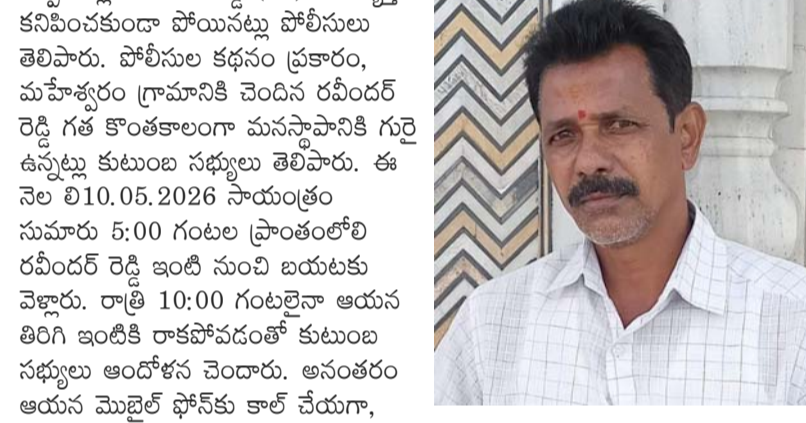 కనిపించకుండా పోయినట్లు పోలీసులు
తెలిపారు. పోలీసుల కథనం ప్రకారం,
మహేశ్వరం గ్రామానికి చెందిన రవీందర్
రెడ్డి గత కొంతకాలంగా మనస్థాపానికి గురై
ఉన్నట్లు కుటుంబ సభ్యులు తెలిపారు. ఈ
నెల లి10.05.2026 సాయంత్రం
సుమారు 5:00 గంటల ప్రాంతంలోలి
రవీందర్ రెడ్డి ఇంటి నుంచి బయటకు
వెళ్లారు. రాత్రి 10:00 గంటలైనా ఆయన
తిరిగి ఇంటికి రాకపోవడంతో కుటుంబ
సభ్యులు ఆందోళన చెందారు. అనంతరం
ఆయన మొబైల్ ఫోన్‌కు కాల్ చేయగా,